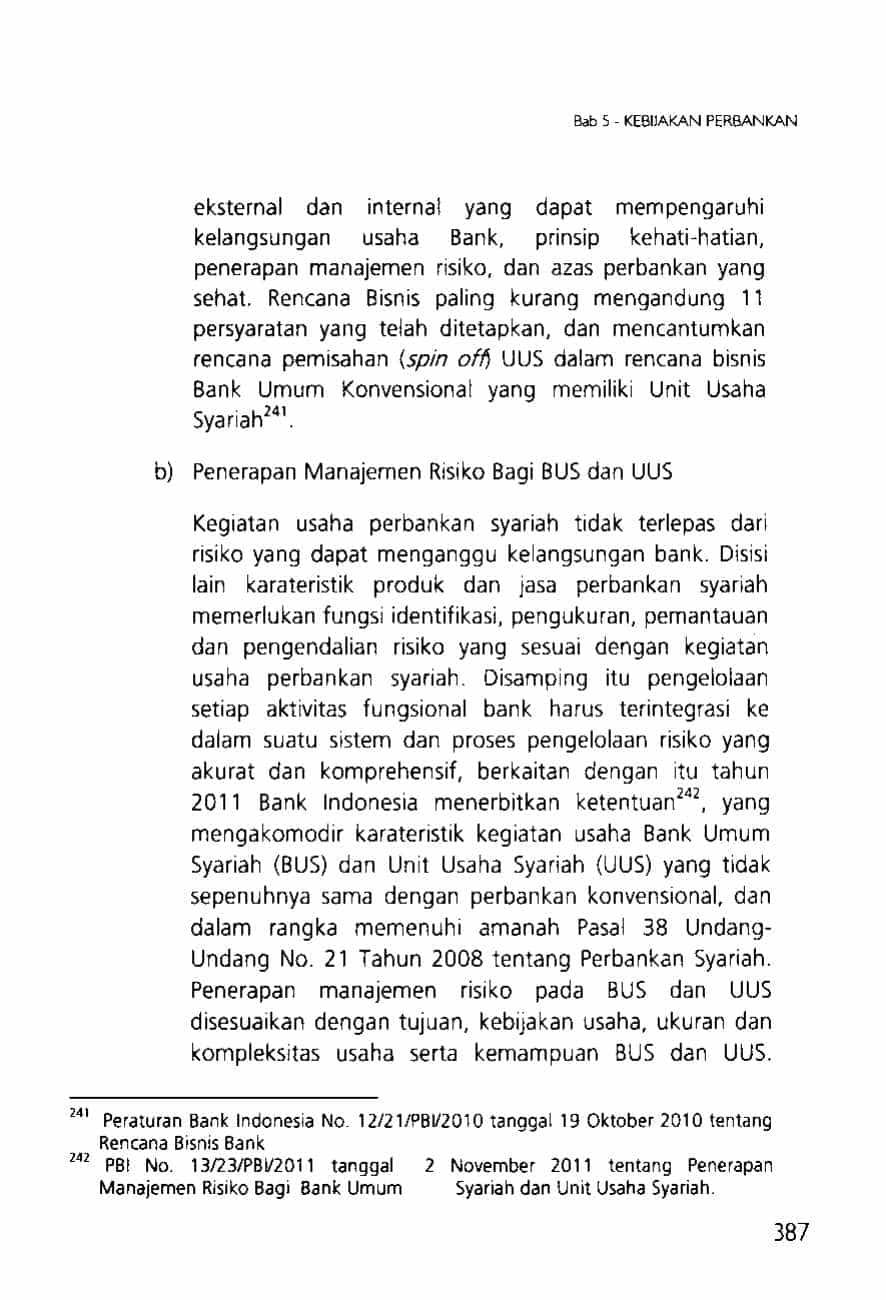 Bab 5 - KEBIJAKAN PERBANKAN
eksternal dan internal yang dapat mempengaruhi
kelangsungan usaha Bank, prinsip kehati-hatian,
penerapan manajemen risiko, dan azas perbankan yang
sehat. Rencana Bisnis paling kurang mengandung 11
persyaratan yang telah ditetapkan, dan mencantumkan
rencana pemisahan (spin off) UUS dalam rencana bisnis
Bank Umum Konvensional yang memiliki Unit Usaha
Syariah241.
b) Penerapan Manajemen Risiko Bagi BUS dan UUS
Kegiatan usaha perbankan syariah tidak terlepas dari
risiko yang dapat menganggu kelangsungan bank. Disisi
lain karateristik produk dan jasa perbankan syariah
memerlukan fungsi identifikasi, pengukuran, pemantauan
dan pengendalian risiko yang sesuai dengan kegiatan
usaha perbankan syariah. Disamping itu pengelolaan
setiap aktivitas fungsional bank harus terintegrasi ke
dalam suatu sistem dan proses pengelolaan risiko yang
akurat dan komprehensif, berkaitan dengan itu tahun
2011 Bank Indonesia menerbitkan ketentuan242, yang
mengakomodir karateristik kegiatan usaha Bank Umum
Syariah (BUS) dan Unit Usaha Syariah (UUS) yang tidak
sepenuhnya sama dengan perbankan konvensional, dan
dalam rangka memenuhi amanah Pasal 38 Undang-
Undang No. 21 Tahun 2008 tentang Perbankan Syariah.
Penerapan manajemen risiko pada BUS dan UUS
disesuaikan dengan tujuan, kebijakan usaha, ukuran dan
kompleksitas usaha serta kemampuan BUS dan UUS.
241 Peraturan Bank Indonesia No. 12/21/PBI/2010 tanggal 19 Oktober 2010 tentang
Rencana Bisnis Bank
242 PBI No. 13/23/PBI/2011 tanggal 2 November 2011 tentang Penerapan
Manajemen Risiko Bagi Bank Umum Syariah dan Unit Usaha Syariah.
387